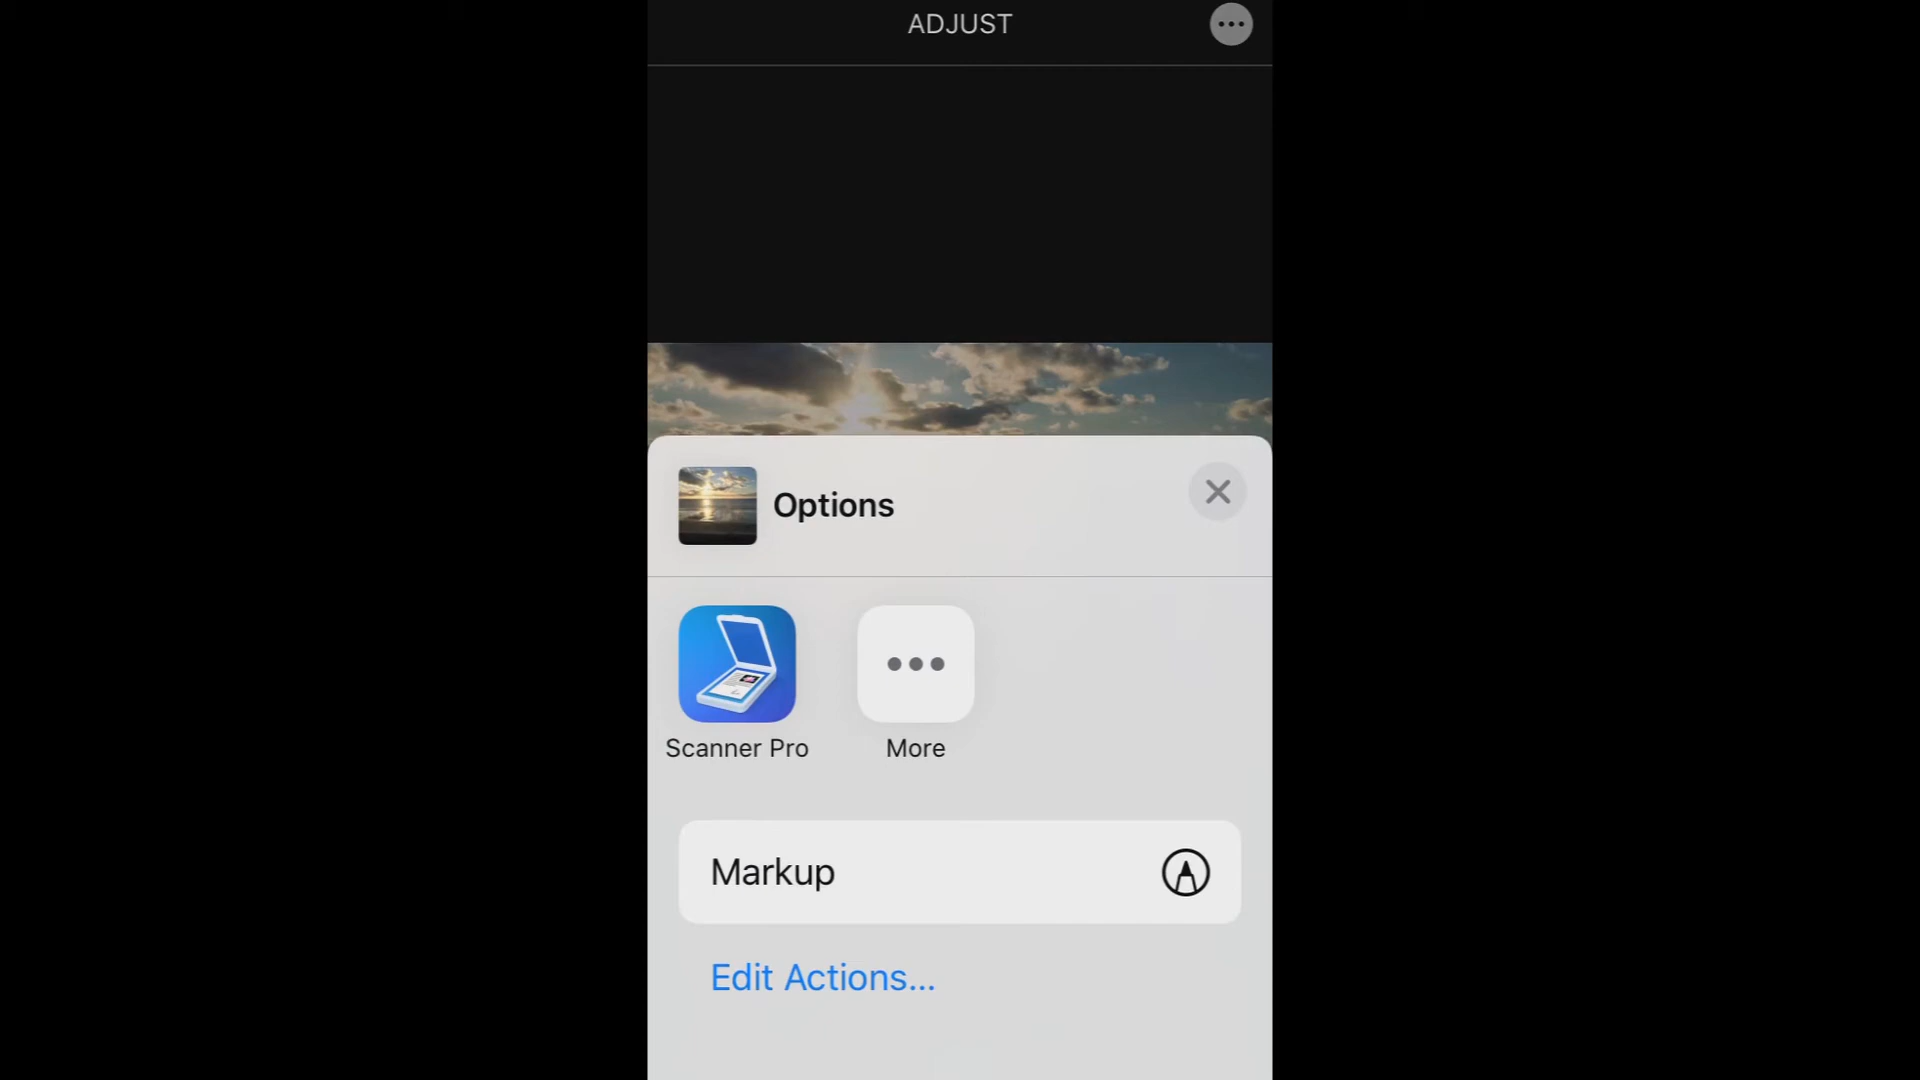 ADJUST
Options
Scanner Pro
More
Markup
Edit Actions...